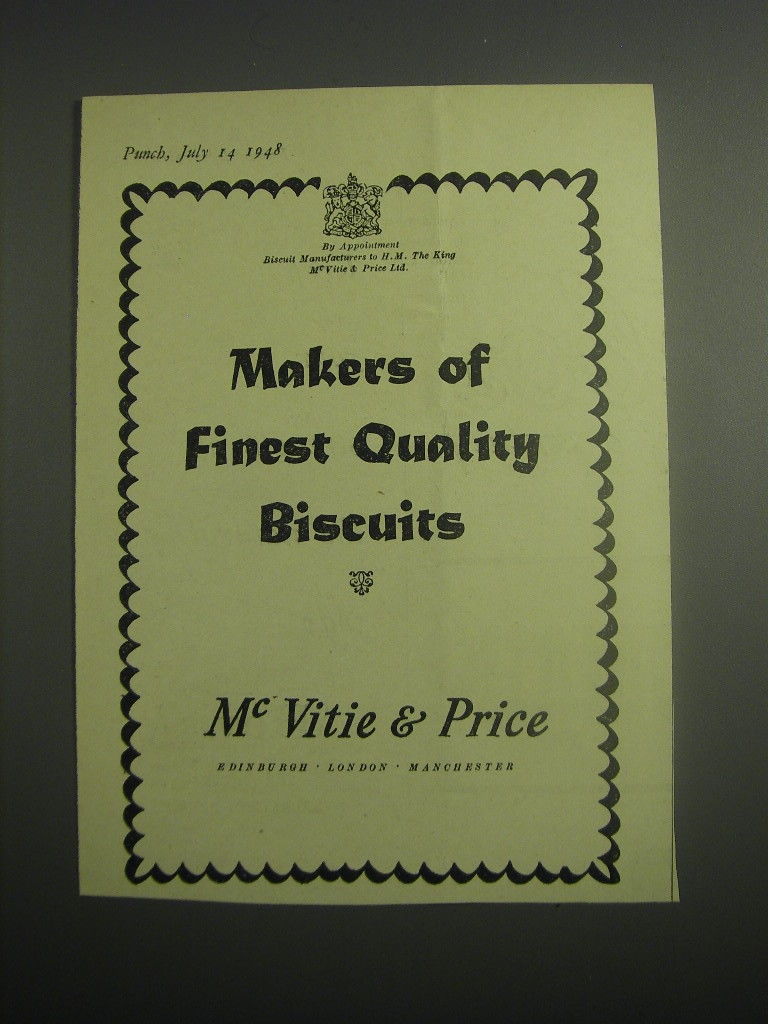 Punch, July 14 1948
By Appointment
Biscuit Manufacturers to H.M. The King
McVitie & Price Ltd.
Makers of
Finest Quality
Biscuits
Mc Vitie & Price
EDINBURGH · LONDON · MANCHESTER